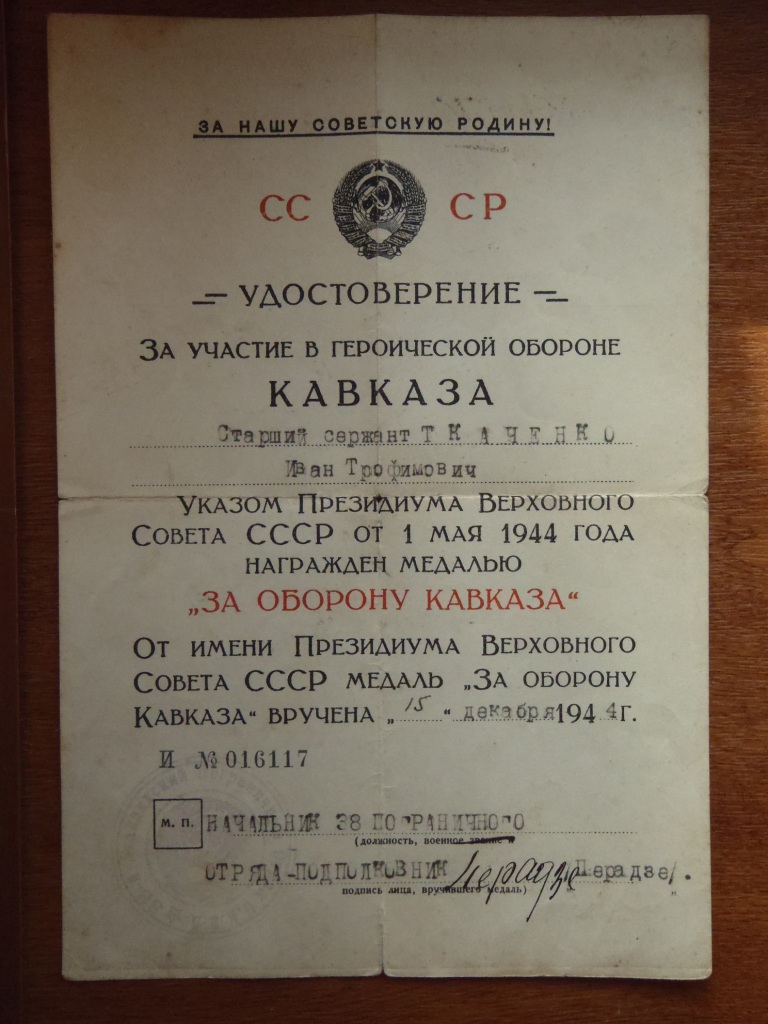 ЗА НАШУ СОВЕТСКУЮ РОДИНУ!
СС СР
УДОСТОВЕРЕНИЕ
ЗА УЧАСТИЕ В ГЕРОИЧЕСКОЙ ОБОРОНЕ
КАВКАЗА
Старший сержант ТКАЧЕНКО
Иван Трофимович
УКАЗОМ ПРЕЗИДИУМА ВЕРХОВНОГО
СОВЕТА СССР ОТ 1 МАЯ 1944 ГОДА
НАГРАЖДЕН МЕДАЛЬЮ
„ЗА ОБОРОНУ КАВКАЗА“
ОТ ИМЕНИ ПРЕЗИДИУМА ВЕРХОВНОГО
СОВЕТА СССР МЕДАЛЬ „ЗА ОБОРОНУ
КАВКАЗА“ ВРУЧЕНА „15“ декабря 1944г.
И № 016117
М. П. НАЧАЛЬНИК 38 ПОГРАНИЧНОГО
(должность, военное звание и
ОТРЯДА-ПОДПОЛКОВНИК /Шерадзе/.
подпись лица, вручившего медаль)